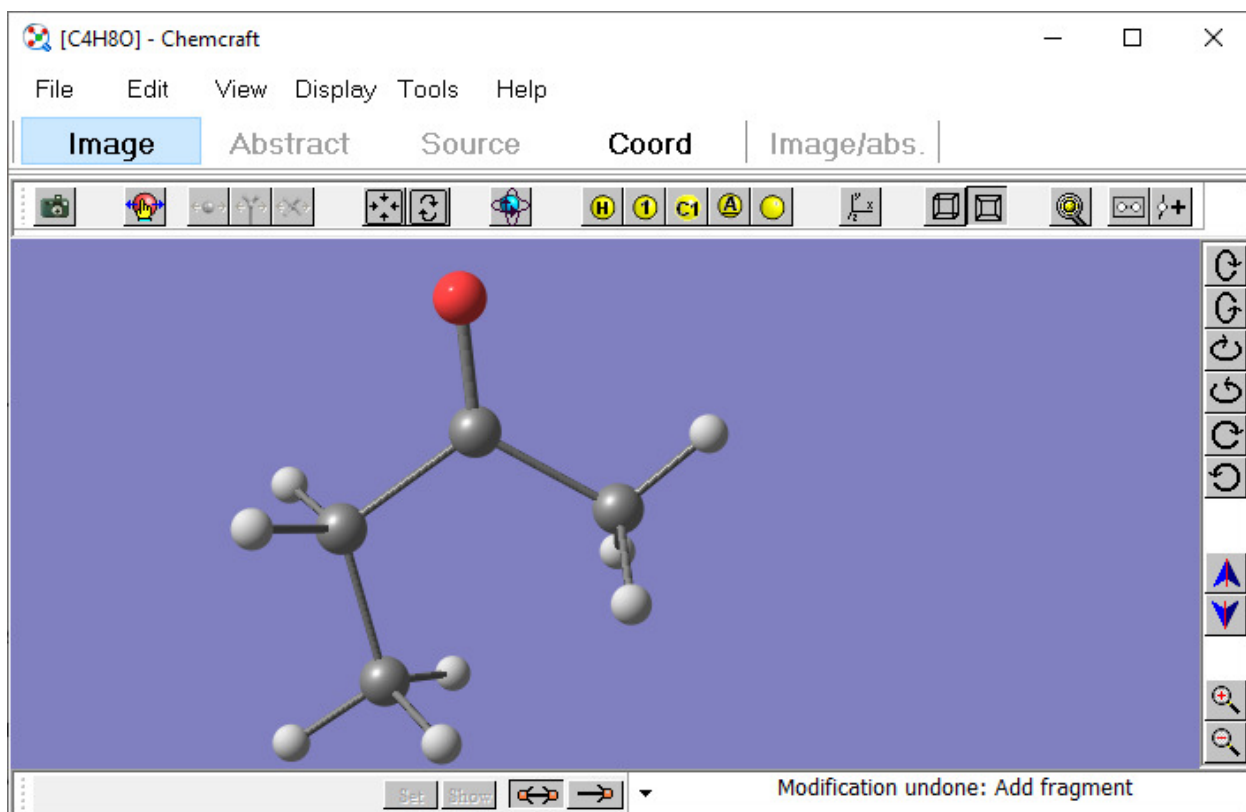 [C4H8O] - Chemcraft
File Edit View Display Tools Help
Image Abstract Source Coord Image/abs.
H 1 C1 A y x z
Set Show
Modification undone: Add fragment